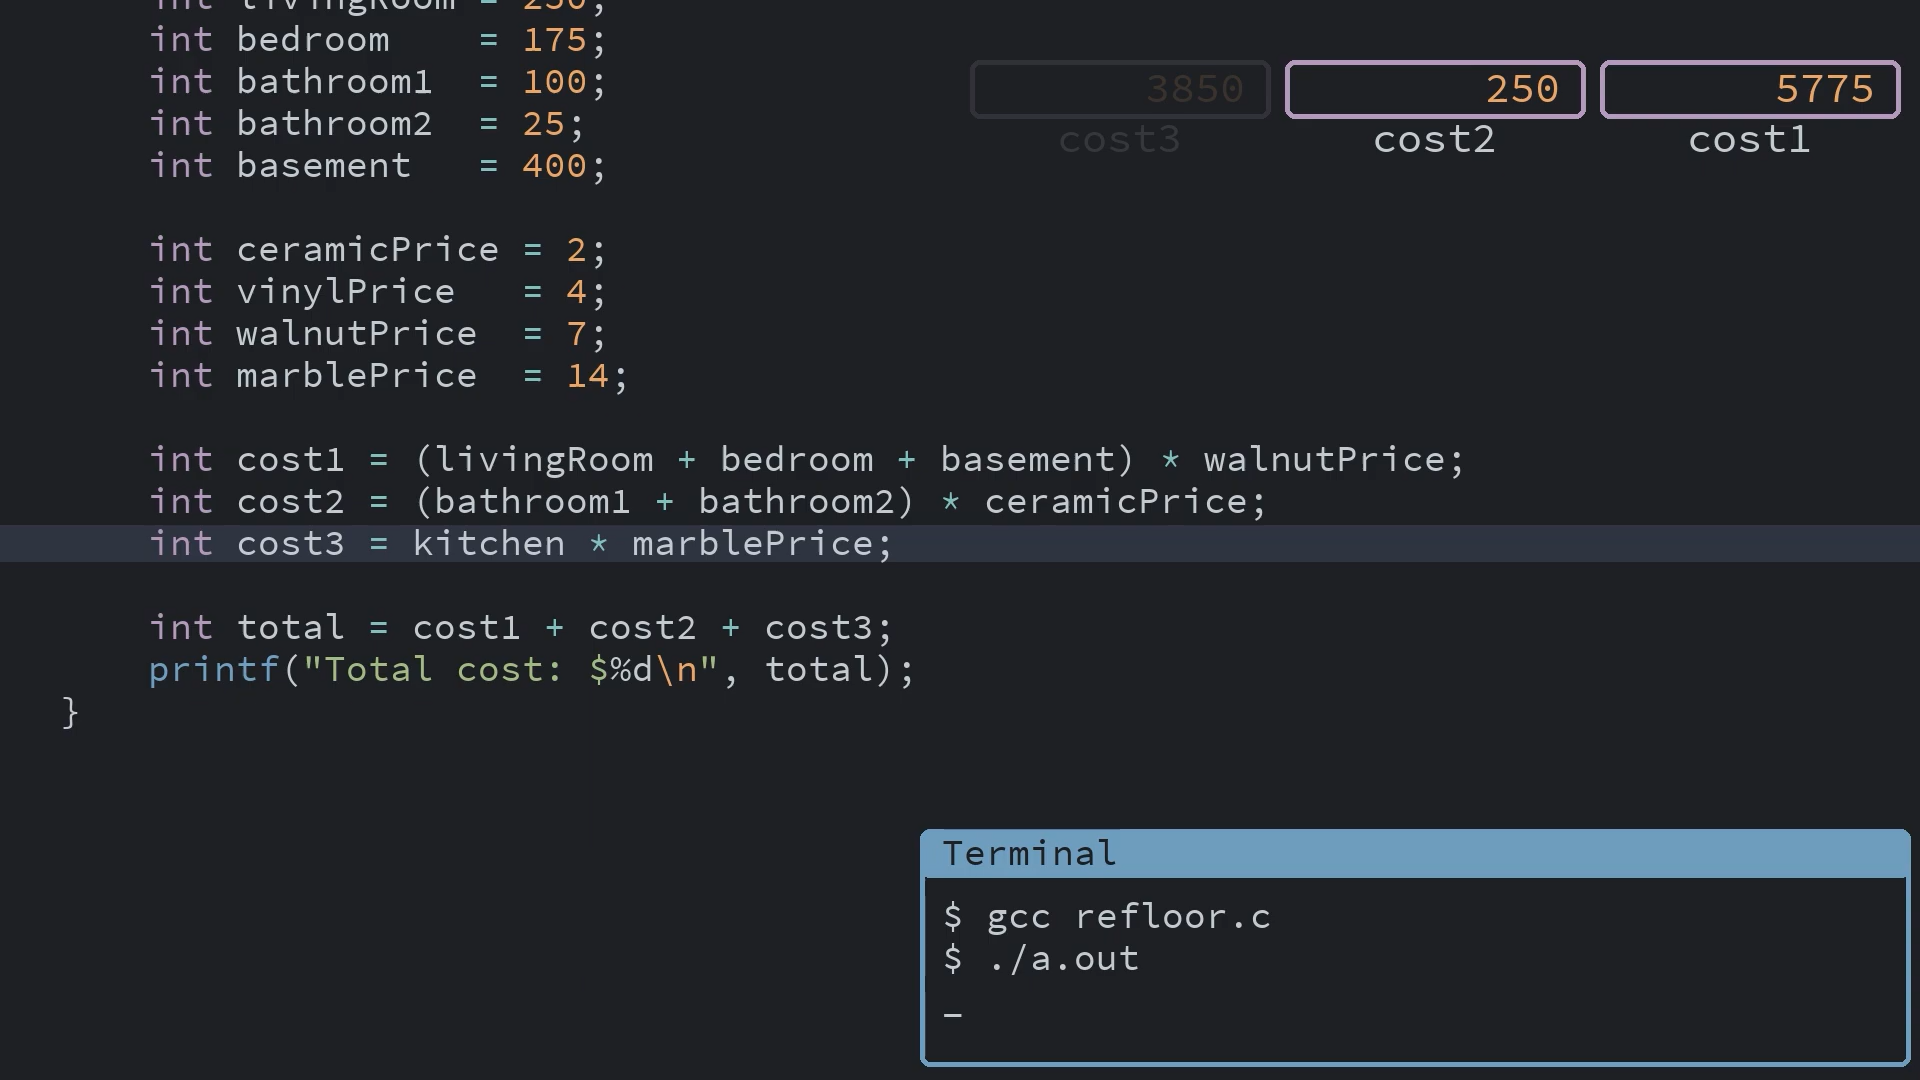 int livingRoom = 250;
int bedroom    = 175;
int bathroom1  = 100;
int bathroom2  = 25;
int basement   = 400;
int ceramicPrice = 2;
int vinylPrice   = 4;
int walnutPrice  = 7;
int marblePrice  = 14;
int cost1 = (livingRoom + bedroom + basement) * walnutPrice;
int cost2 = (bathroom1 + bathroom2) * ceramicPrice;
int cost3 = kitchen * marblePrice;
int total = cost1 + cost2 + cost3;
printf("Total cost: $%d\n", total);
}
3850
cost3
250
cost2
5775
cost1
Terminal
$ gcc refloor.c
$ ./a.out
_